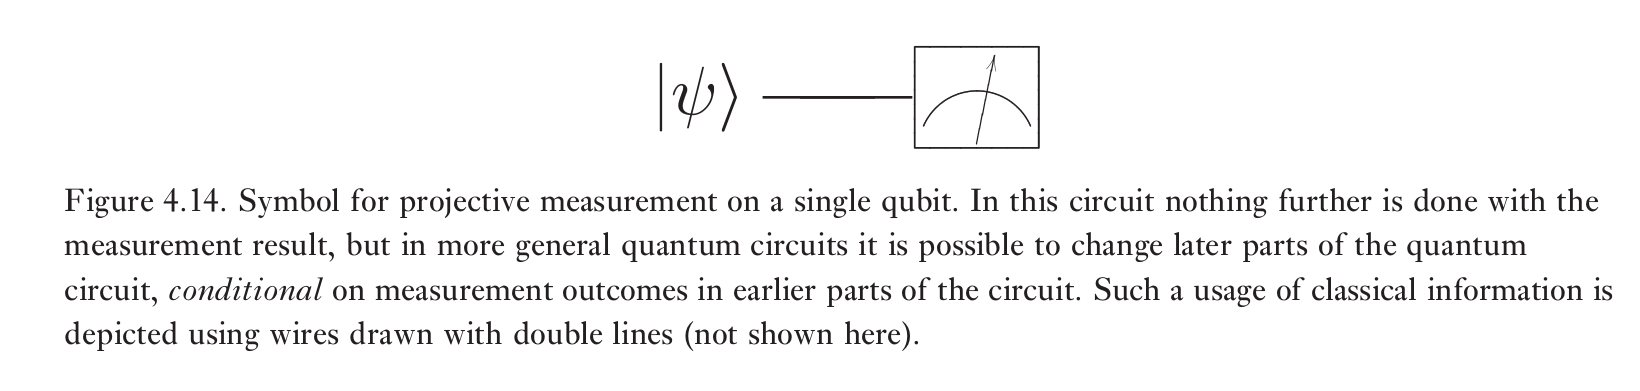 |ψ⟩
Figure 4.14. Symbol for projective measurement on a single qubit. In this circuit nothing further is done with the
measurement result, but in more general quantum circuits it is possible to change later parts of the quantum
circuit, conditional on measurement outcomes in earlier parts of the circuit. Such a usage of classical information is
depicted using wires drawn with double lines (not shown here).